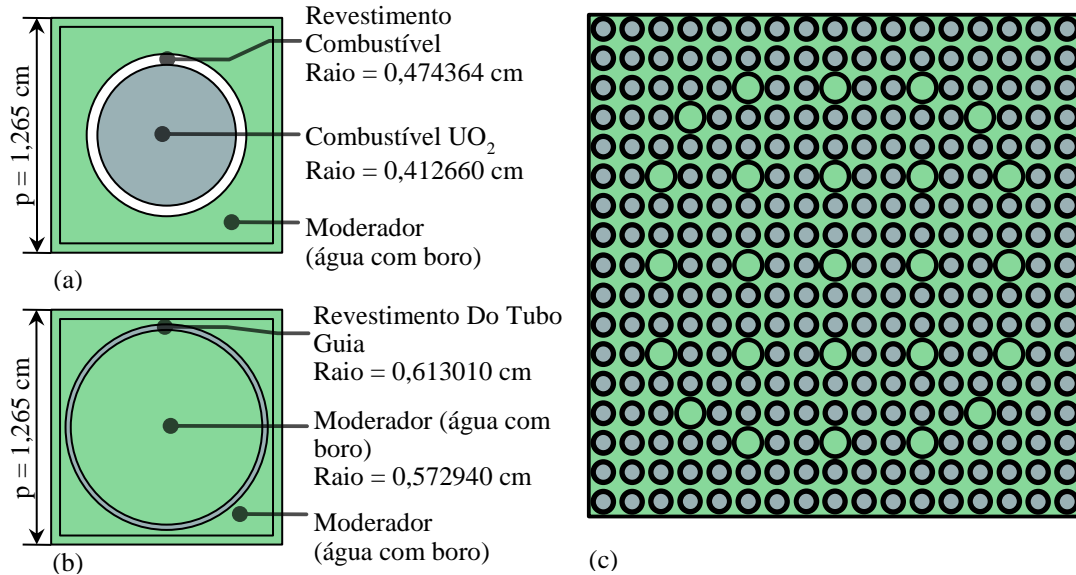 Revestimento
Combustível
Raio = 0,474364 cm
p = 1,265 cm
Combustível UO2
Raio = 0,412660 cm
Moderador
(água com boro)
(a)
Revestimento Do Tubo
Guia
Raio = 0,613010 cm
p = 1,265 cm
Moderador (água com
boro)
Raio = 0,572940 cm
Moderador
(água com boro)
(b)
(c)